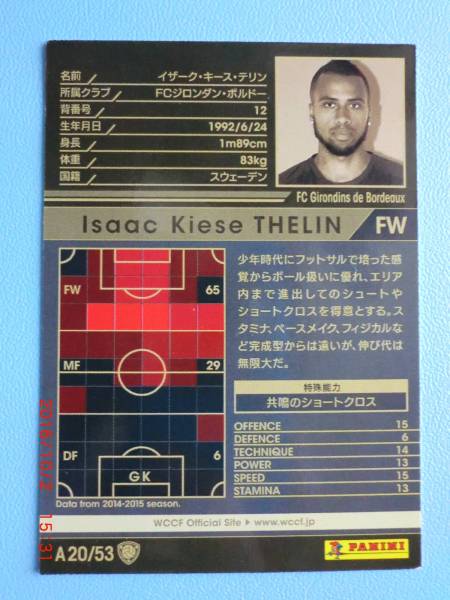 名前 イザーク・キース・テリン
所属クラブ FCジロンダン・ボルドー
背番号 12
生年月日 1992/6/24
身長 1m89cm
体重 83kg
国籍 スウェーデン
FC Girondins de Bordeaux
Isaac Kiese THELIN FW
FW 65
MF 29
DF 6
GK
Data from 2014-2015 season.
少年時代にフットサルで培った感
覚からボール扱いに優れ、エリア
内まで進出してのシュートや
ショートクロスを得意とする。ス
タミナ、ペースメイク、フィジカルな
ど完成型からは遠いが、伸び代は
無限大だ。
特殊能力
共鳴のショートクロス
OFFENCE 15
DEFENCE 6
TECHNIQUE 14
POWER 13
SPEED 15
STAMINA 13
WCCF Official Site ▶ www.wccf.jp
A 20/53
PANINI
2016/10/2 15:31